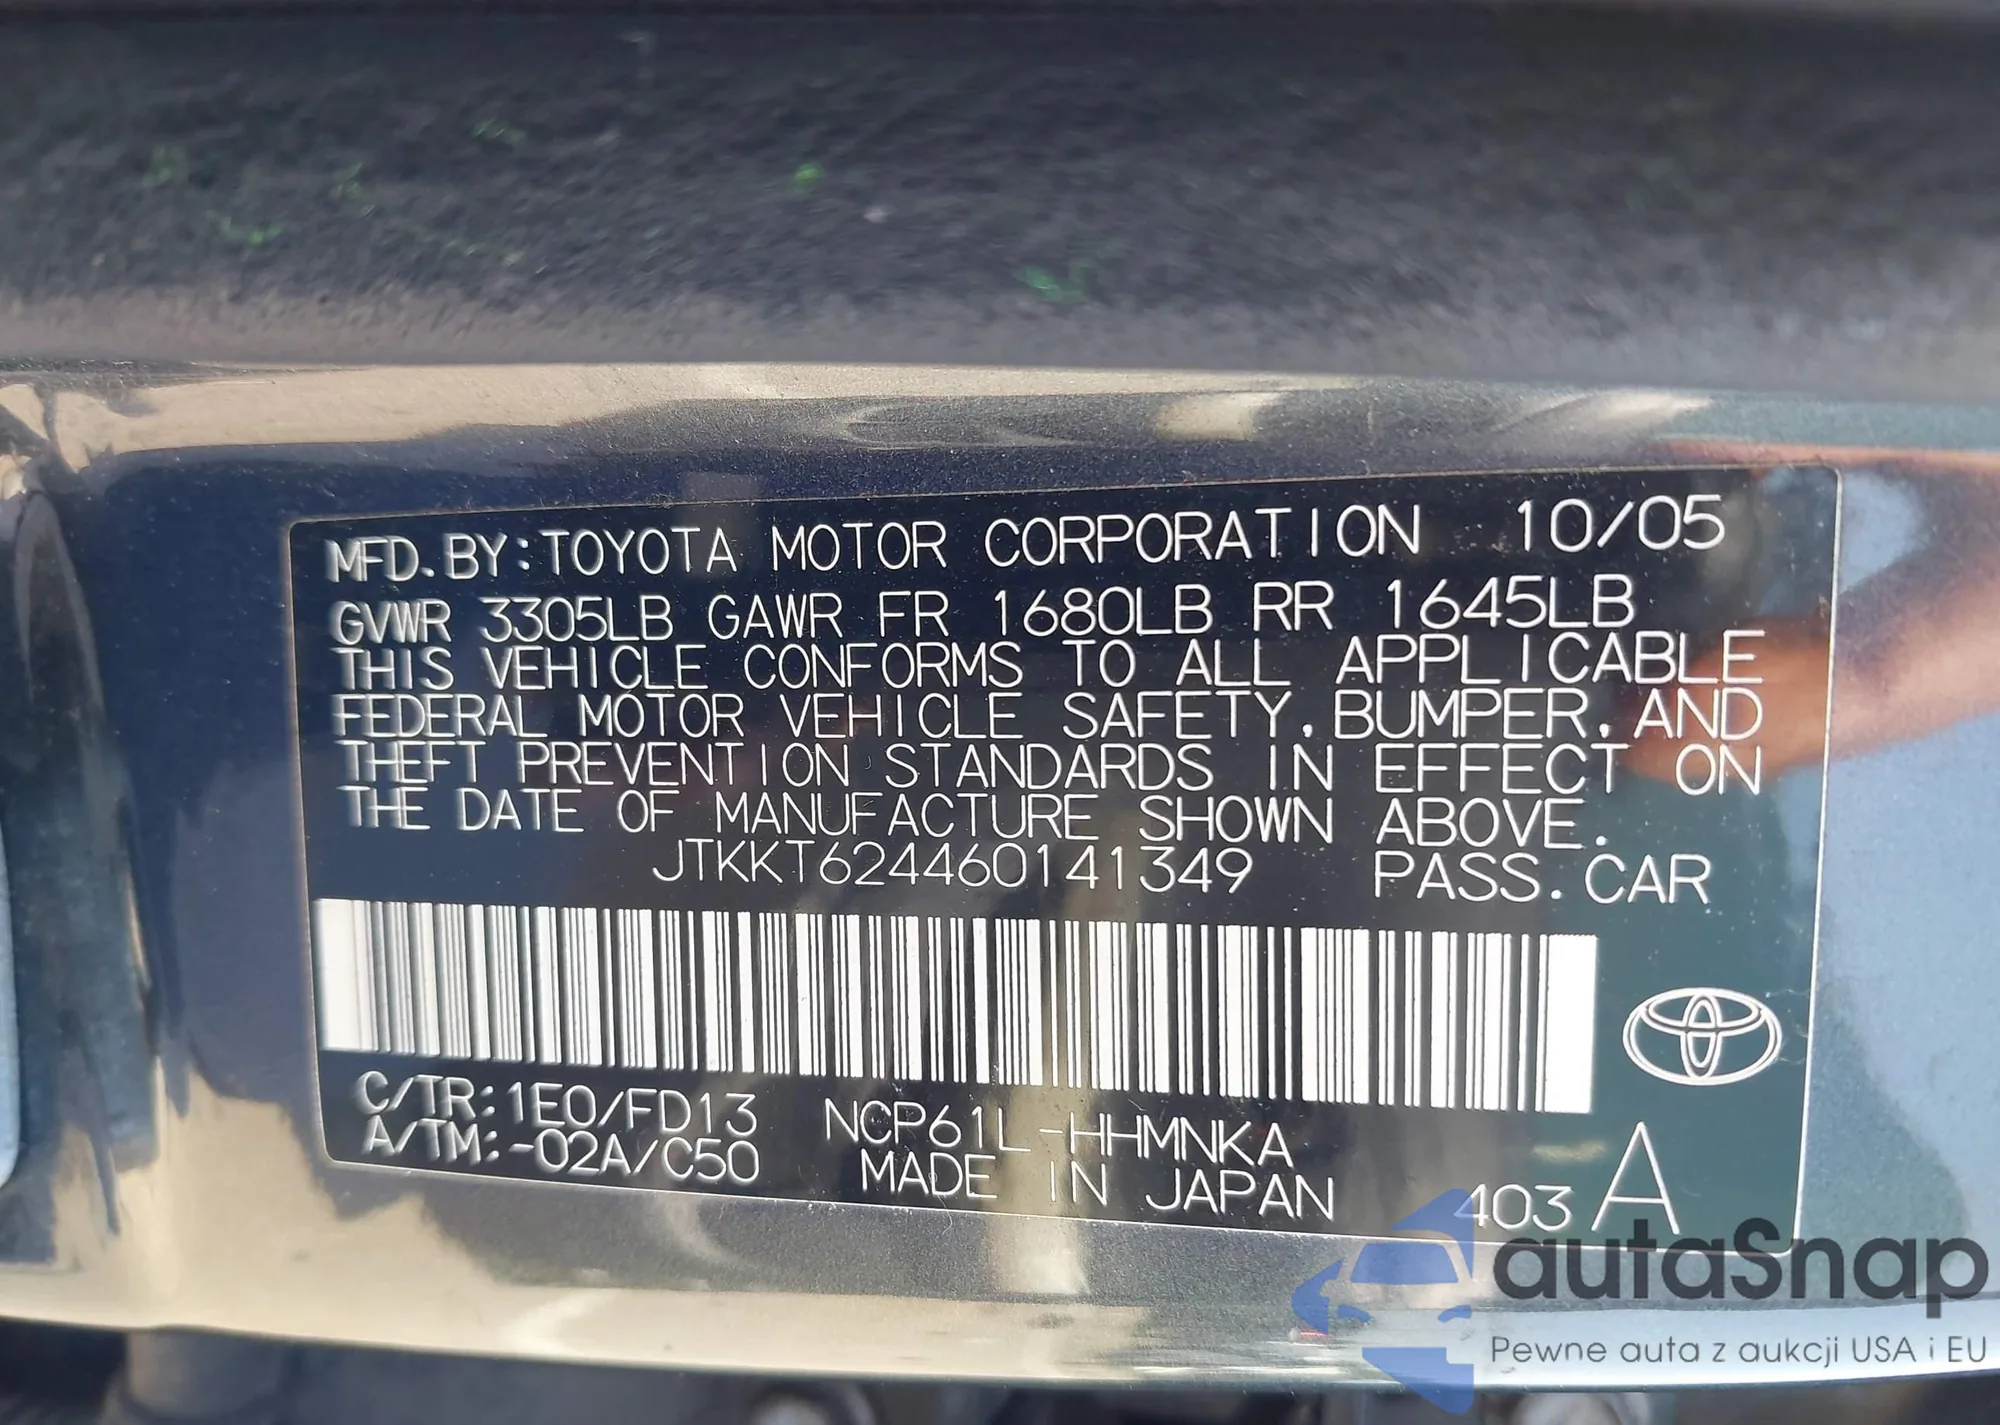 MFD. BY: TOYOTA MOTOR CORPORATION 10/05
GVWR 3305LB GAWR FR 1680LB RR 1645LB
THIS VEHICLE CONFORMS TO ALL APPLICABLE
FEDERAL MOTOR VEHICLE SAFETY, BUMPER, AND
THEFT PREVENTION STANDARDS IN EFFECT ON
THE DATE OF MANUFACTURE SHOWN ABOVE.
JTKKT624460141349 PASS. CAR
C/TR: 1E0/FD13 NCP61L-HHMNKA
A/TM: -02A/C50 MADE IN JAPAN 403 A
autaSnap
Pewne auta z aukcji USA i EU